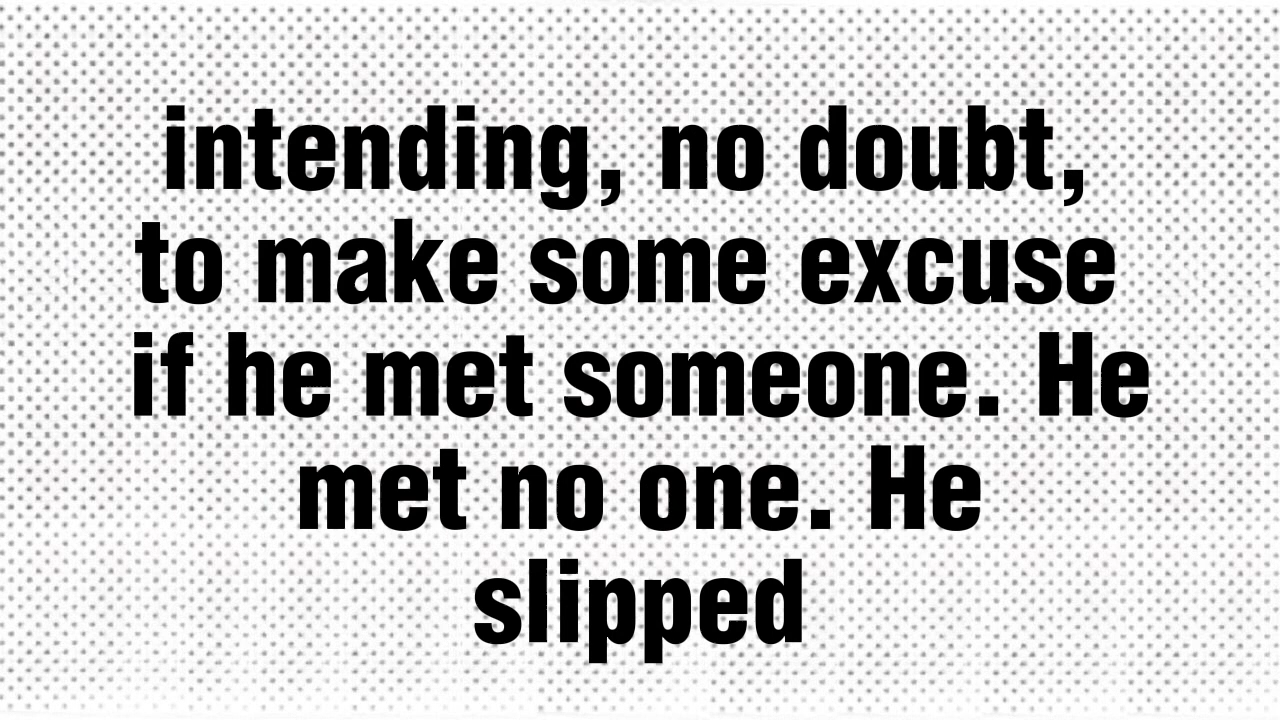 intending, no doubt,
to make some excuse
if he met someone. He
met no one. He
slipped